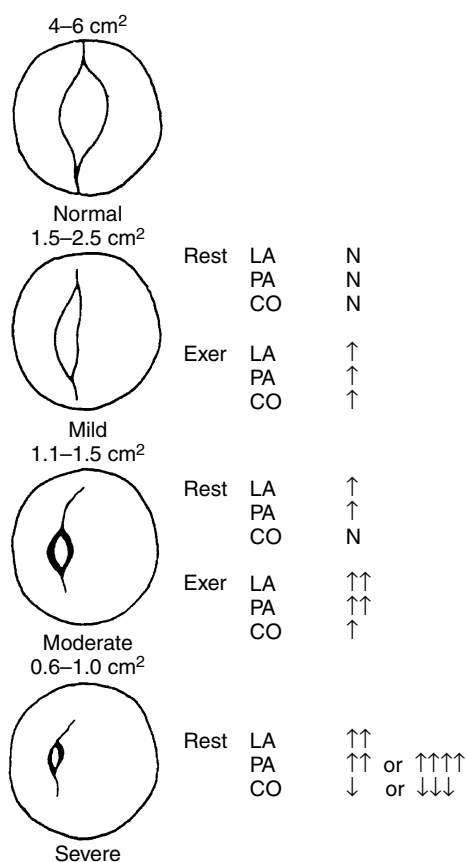 4–6 cm²
Normal
1.5–2.5 cm²
Rest LA N
PA N
CO N
Exer LA ↑
PA ↑
CO ↑
Mild
1.1–1.5 cm²
Rest LA ↑
PA ↑
CO N
Exer LA ↑↑
PA ↑↑
CO ↑
Moderate
0.6–1.0 cm²
Rest LA ↑↑
PA ↑↑ or ↑↑↑↑
CO ↓ or ↓↓↓
Severe